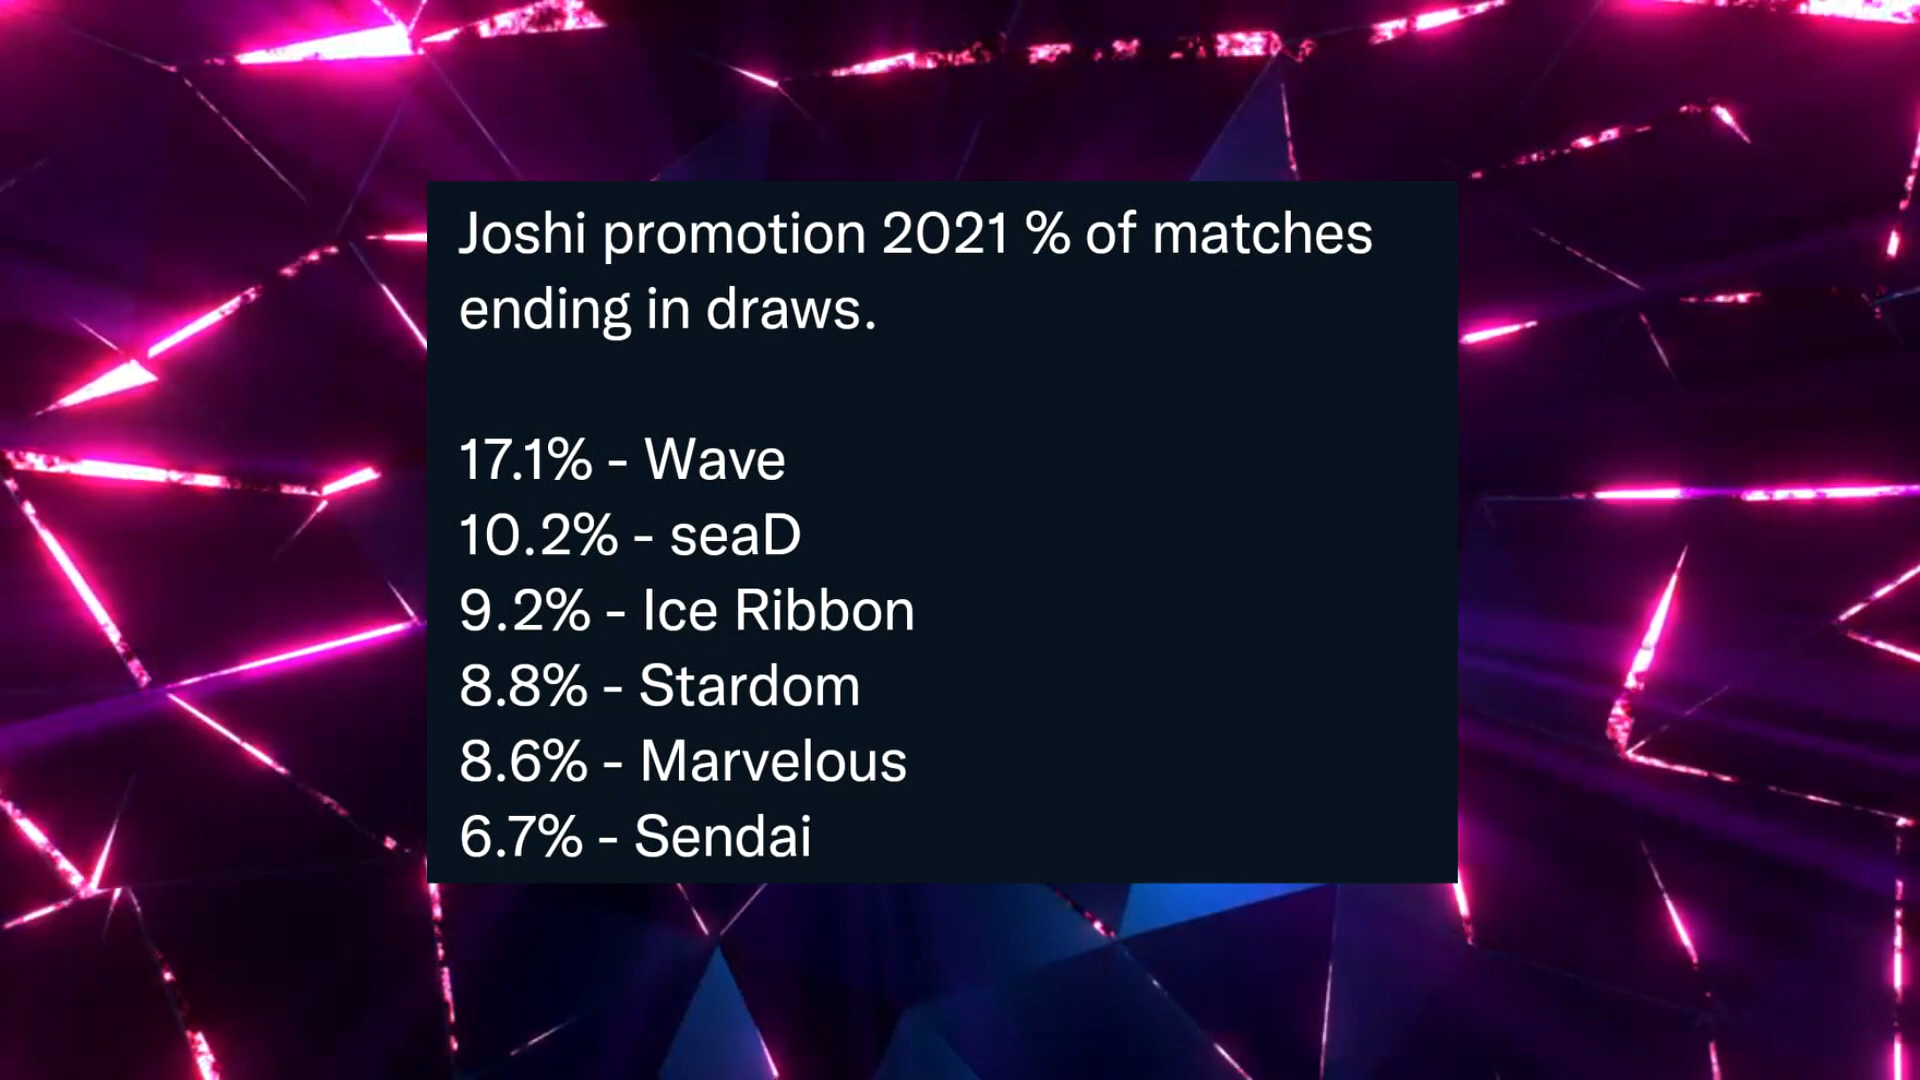 Joshi promotion 2021 % of matches
ending in draws.
17.1% - Wave
10.2% - seaD
9.2% - Ice Ribbon
8.8% - Stardom
8.6% - Marvelous
6.7% - Sendai